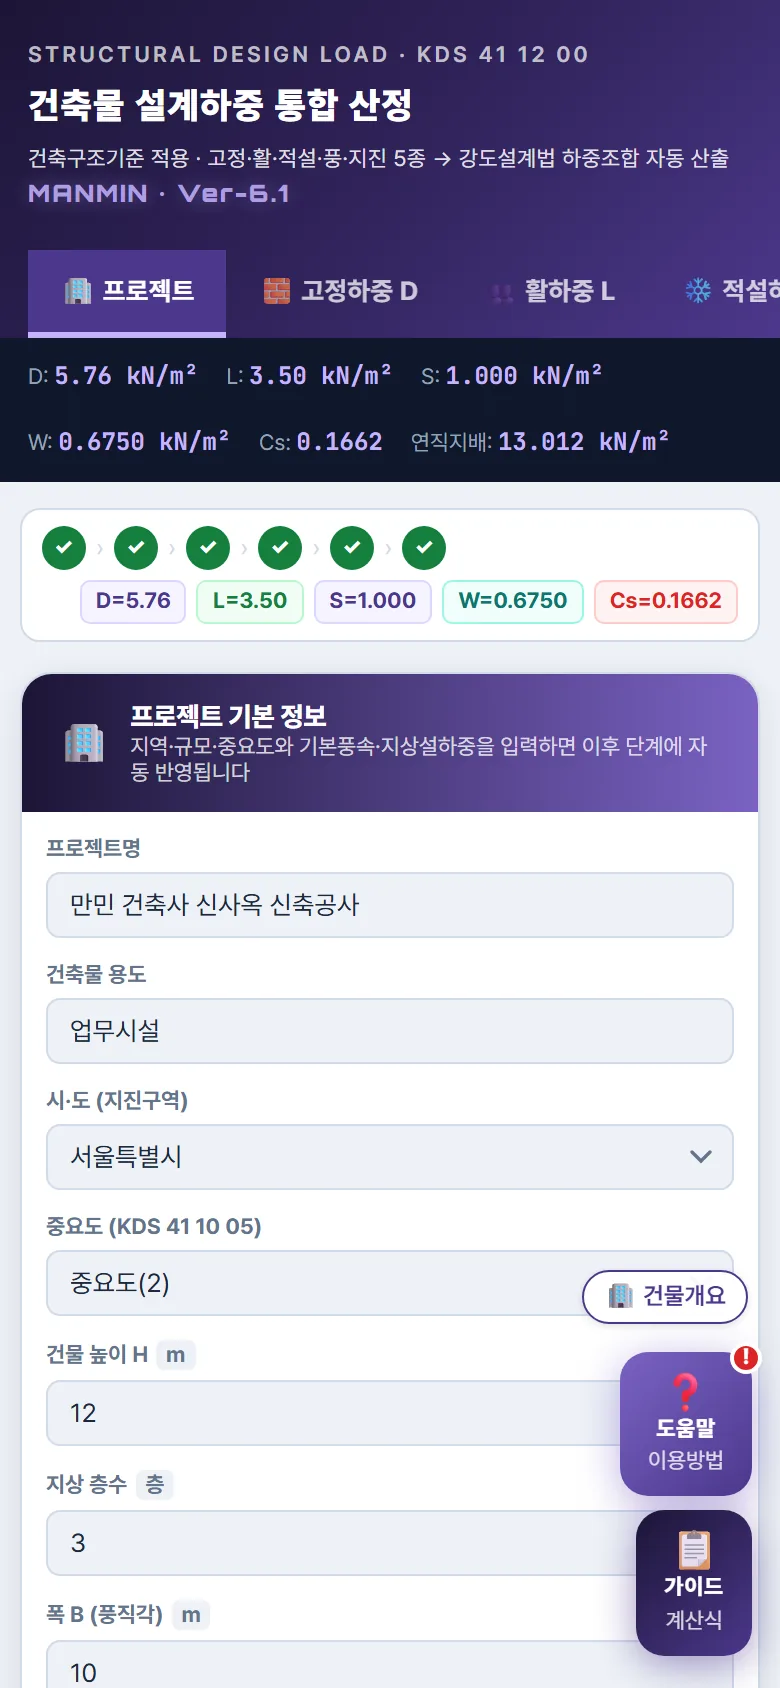 STRUCTURAL DESIGN LOAD · KDS 41 12 00
건축물 설계하중 통합 산정
건축구조기준 적용 · 고정·활·적설·풍·지진 5종 → 강도설계법 하중조합 자동 산출
MANMIN · Ver-6.1
프로젝트 고정하중 D 활하중 L 적설하
D: 5.76 kN/m² L: 3.50 kN/m² S: 1.000 kN/m²
W: 0.6750 kN/m² Cs: 0.1662 연직지배: 13.012 kN/m²
D=5.76 L=3.50 S=1.000 W=0.6750 Cs=0.1662
프로젝트 기본 정보
지역·규모·중요도와 기본풍속·지상설하중을 입력하면 이후 단계에 자
동 반영됩니다
프로젝트명
만민 건축사 신사옥 신축공사
건축물 용도
업무시설
시·도 (지진구역)
서울특별시
중요도 (KDS 41 10 05)
중요도(2)
건물개요
건물 높이 H m
12
도움말
이용방법
지상 층수 층
3
가이드
계산식
폭 B (풍직각) m
10